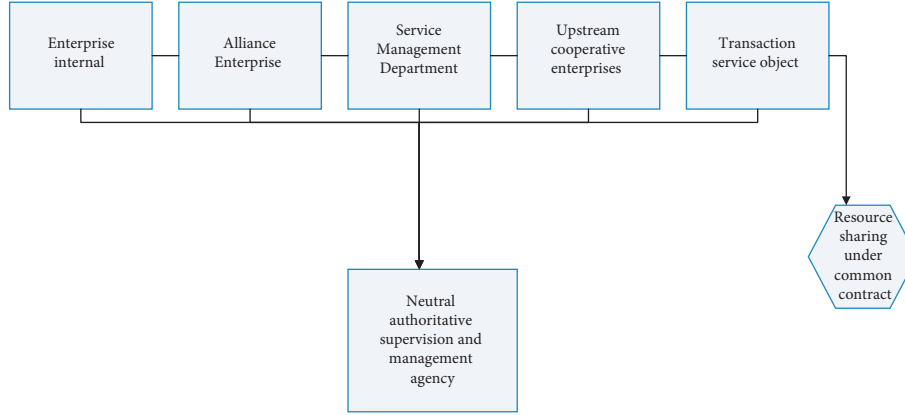 Enterprise
internal
Alliance
Enterprise
Service
Management
Department
Upstream
cooperative
enterprises
Transaction
service object
Resource
sharing
under
common
contract
Neutral
authoritative
supervision and
management
agency